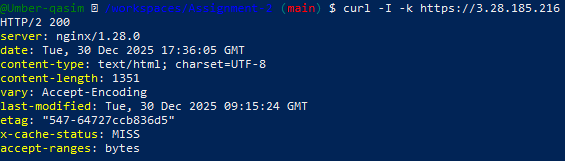 @Umber-qasim /workspaces/Assignment-2 (main) $ curl -I -k https://3.28.185.216
HTTP/2 200
server: nginx/1.28.0
date: Tue, 30 Dec 2025 17:36:05 GMT
content-type: text/html; charset=UTF-8
content-length: 1351
vary: Accept-Encoding
last-modified: Tue, 30 Dec 2025 09:15:24 GMT
etag: "547-64727ccb836d5"
x-cache-status: MISS
accept-ranges: bytes